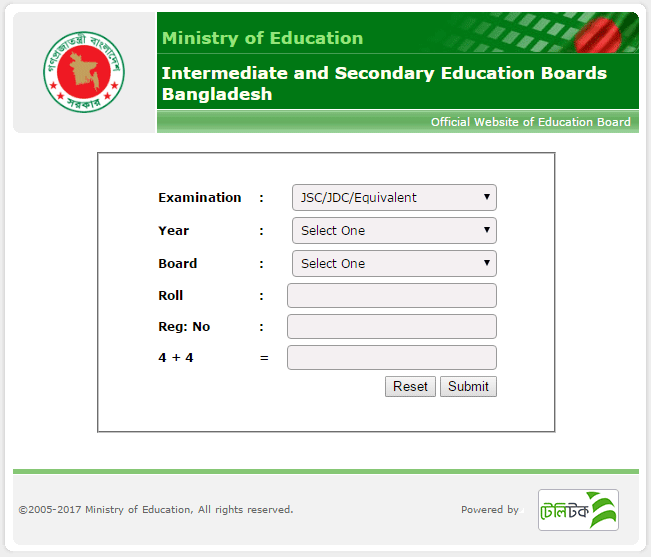 গণপ্রজাতন্ত্রী বাংলাদেশ
সরকার
Ministry of Education
Intermediate and Secondary Education Boards
Bangladesh
Official Website of Education Board
Examination : JSC/JDC/Equivalent
Year : Select One
Board : Select One
Roll :
Reg: No :
4 + 4 =
Reset Submit
©2005-2017 Ministry of Education, All rights reserved.
Powered by
টেলিটক